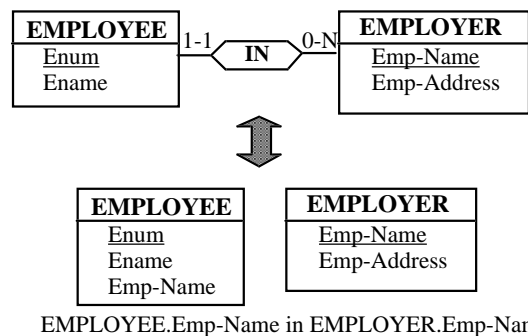 EMPLOYEE
Enum
Ename
1-1
IN
0-N
EMPLOYER
Emp-Name
Emp-Address
EMPLOYEE
Enum
Ename
Emp-Name
EMPLOYER
Emp-Name
Emp-Address
EMPLOYEE.Emp-Name in EMPLOYER.Emp-Nam